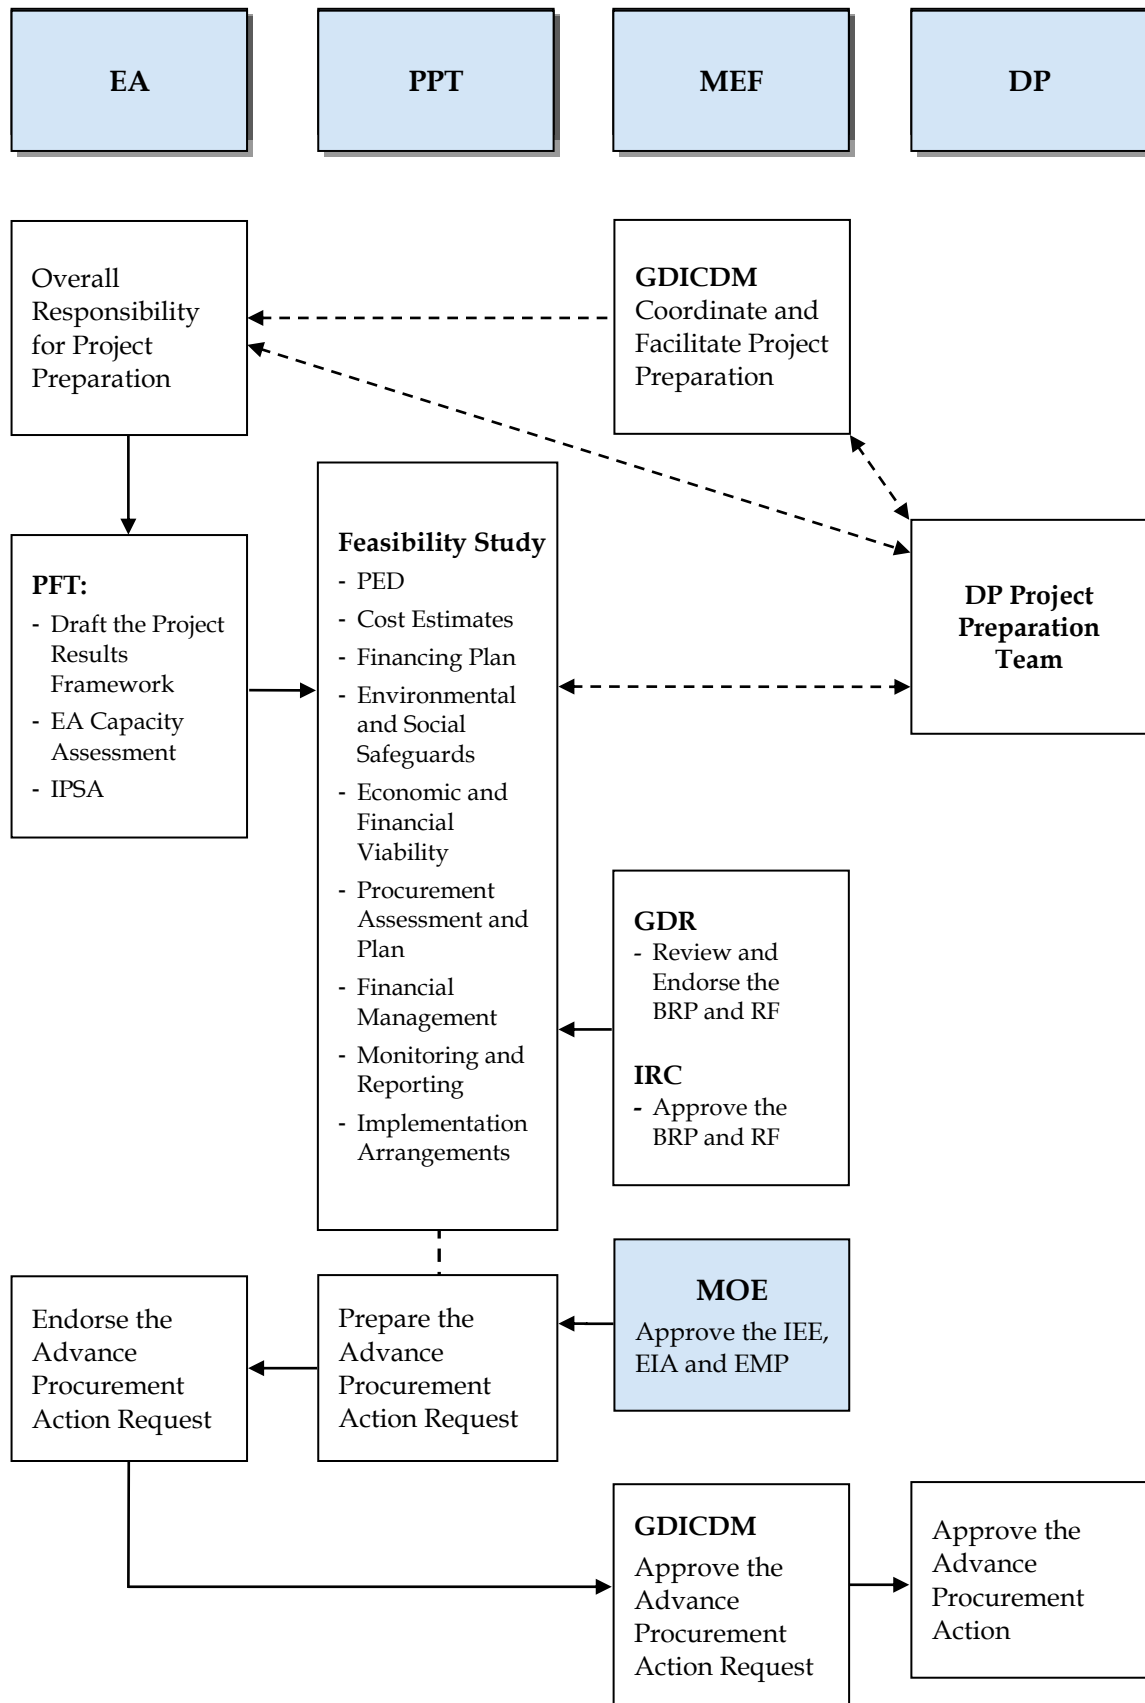 EA
PPT
MEF
DP
Overall
Responsibility
for Project
Preparation
GDICDM
Coordinate and
Facilitate Project
Preparation
PFT:
- Draft the Project
Results
Framework
- EA Capacity
Assessment
- IPSA
Feasibility Study
- PED
- Cost Estimates
- Financing Plan
- Environmental
and Social
Safeguards
- Economic and
Financial
Viability
- Procurement
Assessment and
Plan
- Financial
Management
- Monitoring and
Reporting
- Implementation
Arrangements
DP Project
Preparation
Team
GDR
- Review and
Endorse the
BRP and RF
IRC
- Approve the
BRP and RF
Endorse the
Advance
Procurement
Action Request
Prepare the
Advance
Procurement
Action Request
MOE
Approve the IEE,
EIA and EMP
GDICDM
Approve the
Advance
Procurement
Action Request
Approve the
Advance
Procurement
Action